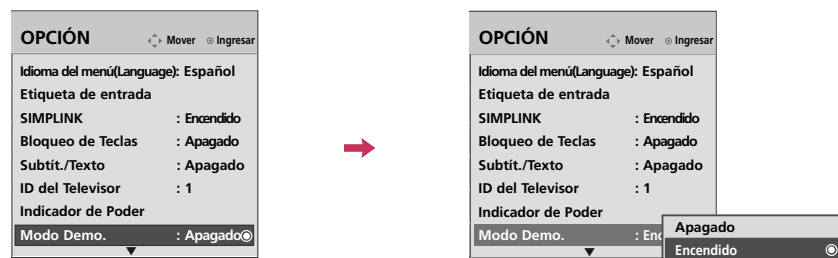 OPCIÓN Mover Ingresar
Idioma del menú(Language): Español
Etiqueta de entrada
SIMPLINK : Encendido
Bloqueo de Teclas : Apagado
Subtít./Texto : Apagado
ID del Televisor : 1
Indicador de Poder
Modo Demo. : Apagado
OPCIÓN Mover Ingresar
Idioma del menú(Language): Español
Etiqueta de entrada
SIMPLINK : Encendido
Bloqueo de Teclas : Apagado
Subtít./Texto : Apagado
ID del Televisor : 1
Indicador de Poder
Modo Demo. : Enc
Apagado
Encendido